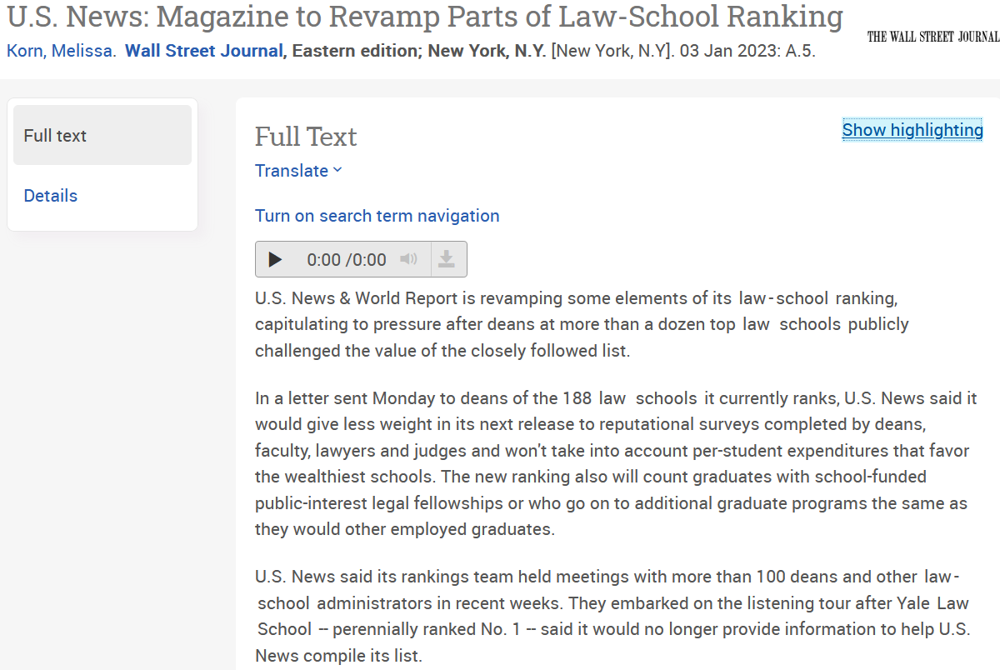 U.S. News: Magazine to Revamp Parts of Law-School Ranking
THE WALL STREET JOURNAL
Korn, Melissa. Wall Street Journal, Eastern edition; New York, N.Y. [New York, N.Y]. 03 Jan 2023: A.5.
Full text
Details
Full Text
Show highlighting
Translate
Turn on search term navigation
0:00 /0:00
U.S. News & World Report is revamping some elements of its law-school ranking,
capitulating to pressure after deans at more than a dozen top law schools publicly
challenged the value of the closely followed list.
In a letter sent Monday to deans of the 188 law schools it currently ranks, U.S. News said it
would give less weight in its next release to reputational surveys completed by deans,
faculty, lawyers and judges and won't take into account per-student expenditures that favor
the wealthiest schools. The new ranking also will count graduates with school-funded
public-interest legal fellowships or who go on to additional graduate programs the same as
they would other employed graduates.
U.S. News said its rankings team held meetings with more than 100 deans and other law-
school administrators in recent weeks. They embarked on the listening tour after Yale Law
School -- perennially ranked No. 1 -- said it would no longer provide information to help U.S.
News compile its list.